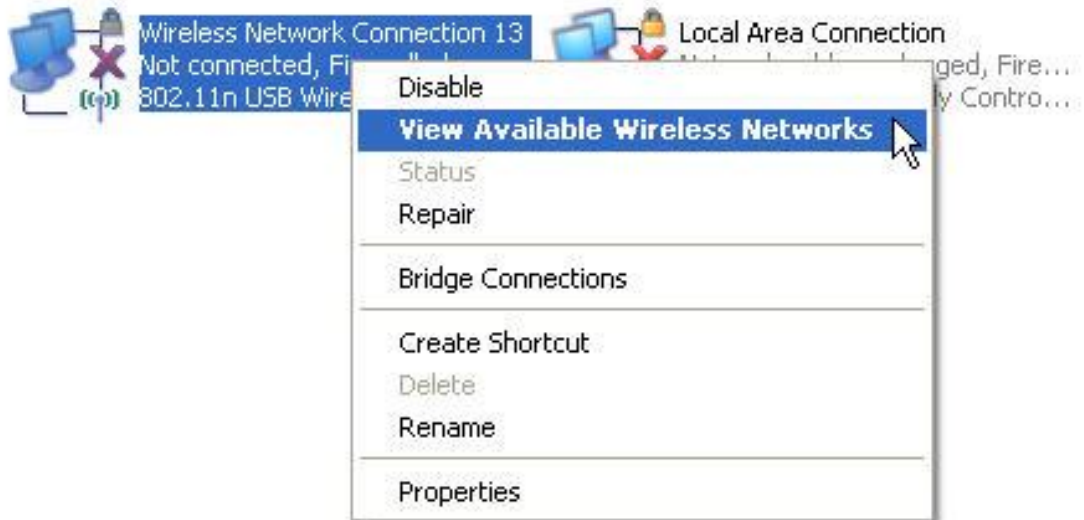 Wireless Network Connection 13
Not connected, Fi
802.11n USB Wire
Local Area Connection
ged, Fire...
y Contro...
Disable
View Available Wireless Networks
Status
Repair
Bridge Connections
Create Shortcut
Delete
Rename
Properties